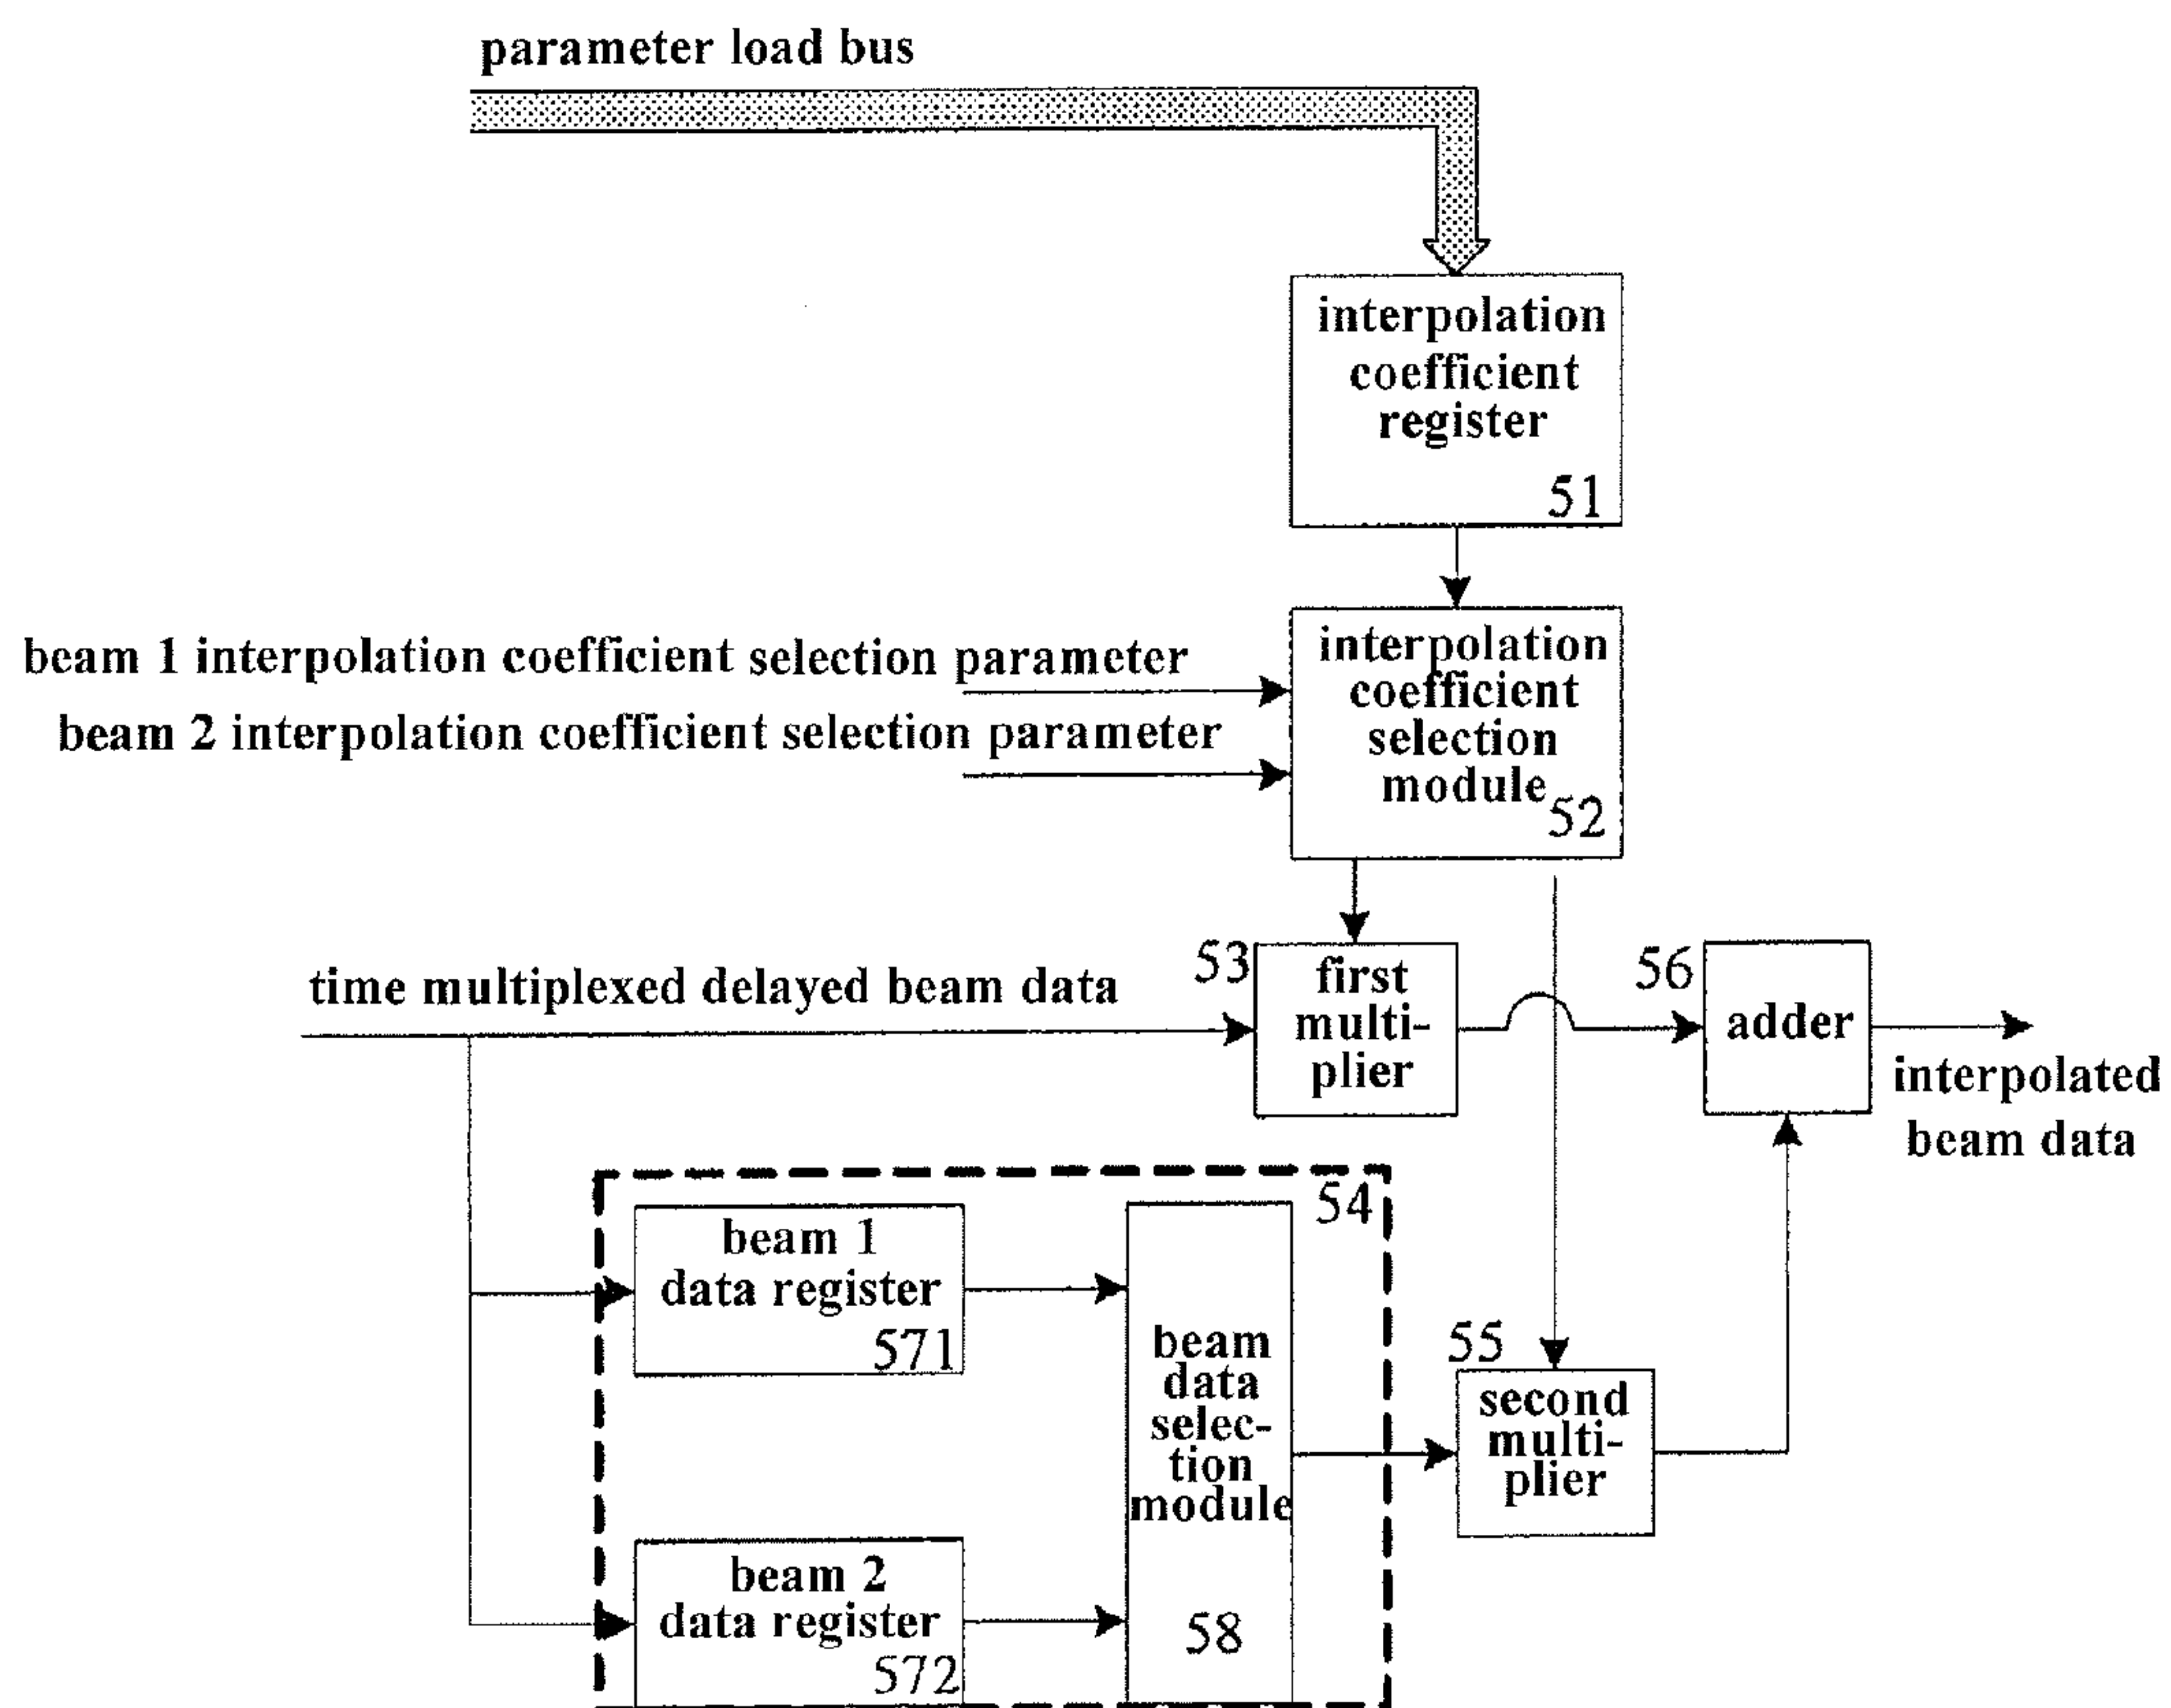 parameter load bus
interpolation
coefficient
register
51
beam 1 interpolation coefficient selection parameter
beam 2 interpolation coefficient selection parameter
interpolation
coefficient
selection
module
52
time multiplexed delayed beam data
53
first
multi-
plier
56
adder
interpolated
beam data
54
beam 1
data register
571
beam
data
selec-
tion
module
58
55
second
multi-
plier
beam 2
data register
572